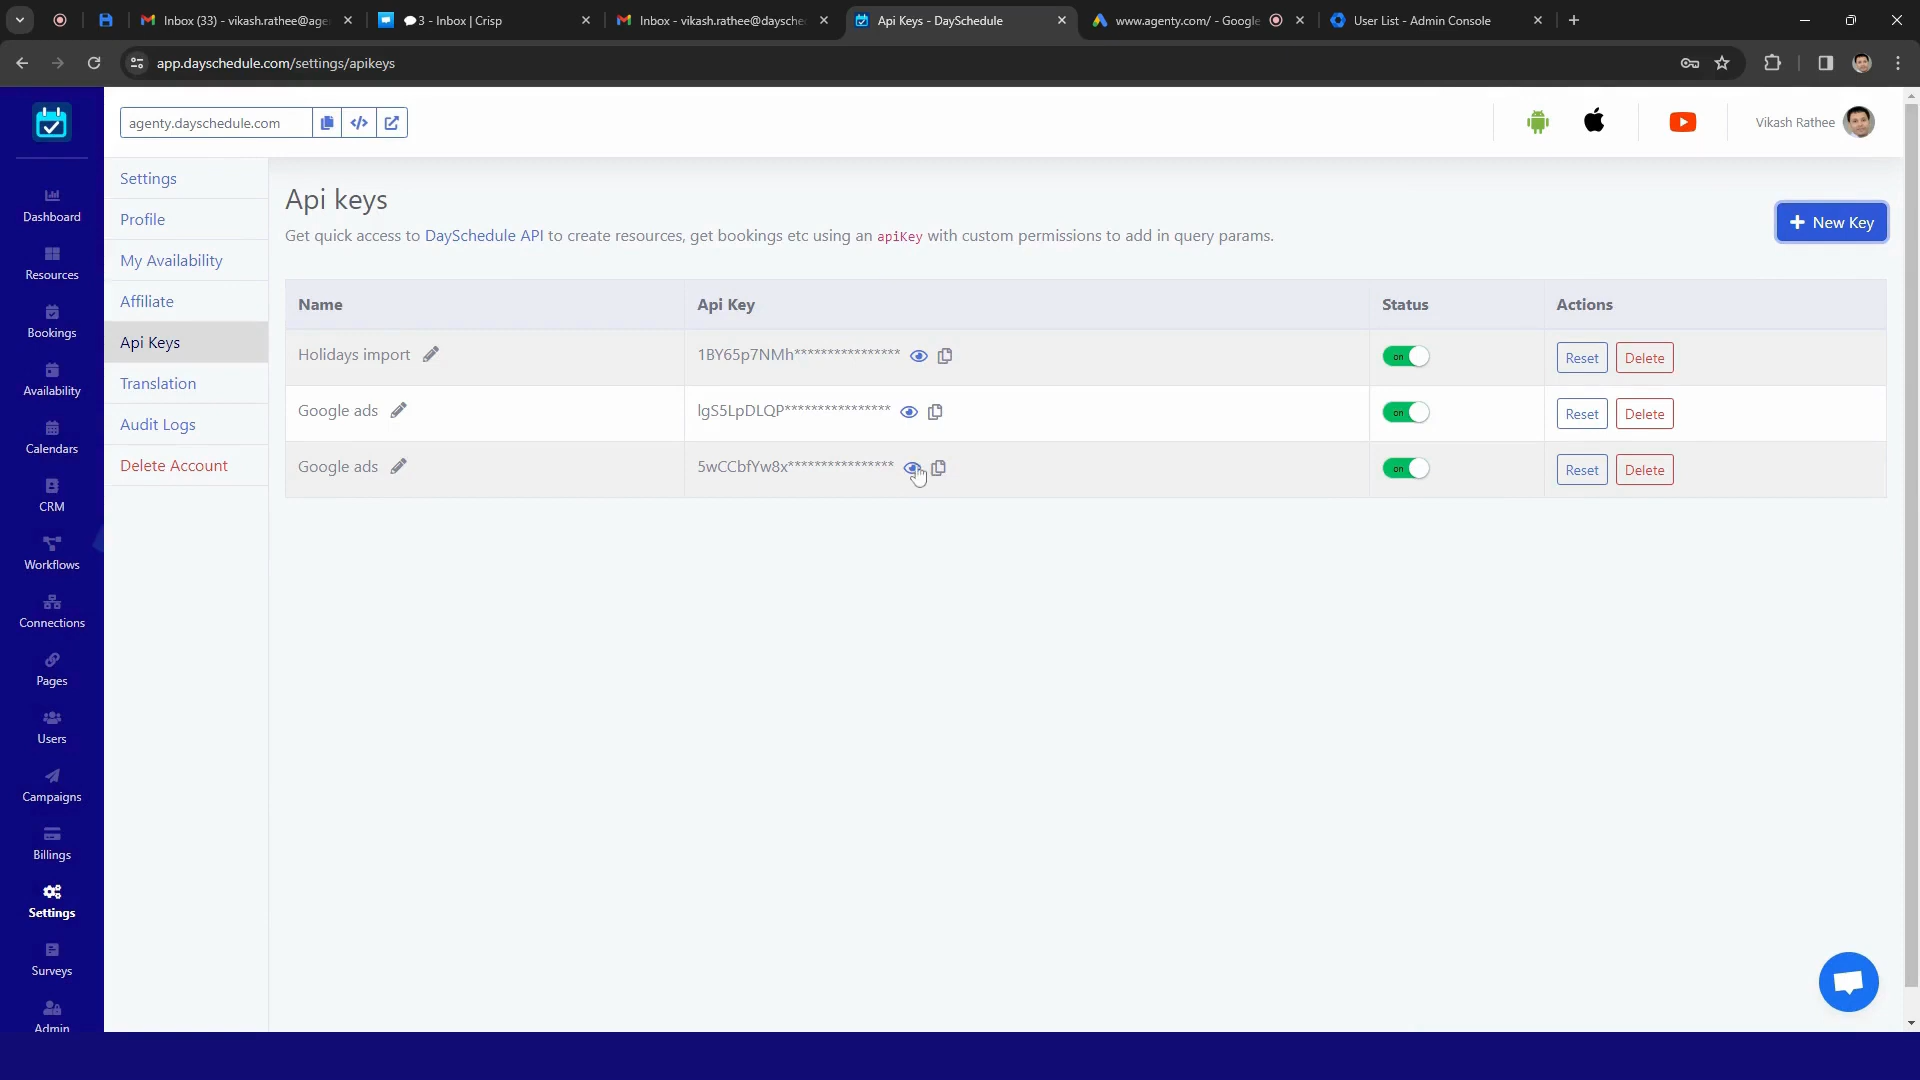 Inbox (33) - vikash.rathee@age
3 - Inbox | Crisp
Inbox - vikash.rathee@daysche
Api Keys - DaySchedule
www.agenty.com/ - Google
User List - Admin Console
app.dayschedule.com/settings/apikeys
agenty.dayschedule.com
Vikash Rathee
Dashboard
Resources
Bookings
Availability
Calendars
CRM
Workflows
Connections
Pages
Users
Campaigns
Billings
Settings
Surveys
Admin
Settings
Profile
My Availability
Affiliate
Api Keys
Translation
Audit Logs
Delete Account
Api keys
Get quick access to DaySchedule API to create resources, get bookings etc using an apiKey with custom permissions to add in query params.
+ New Key
Name Api Key Status Actions
Holidays import 1BY65p7NMh**************** on Reset Delete
Google ads lgS5LpDLQP**************** on Reset Delete
Google ads 5wCCbfYw8x**************** on Reset Delete